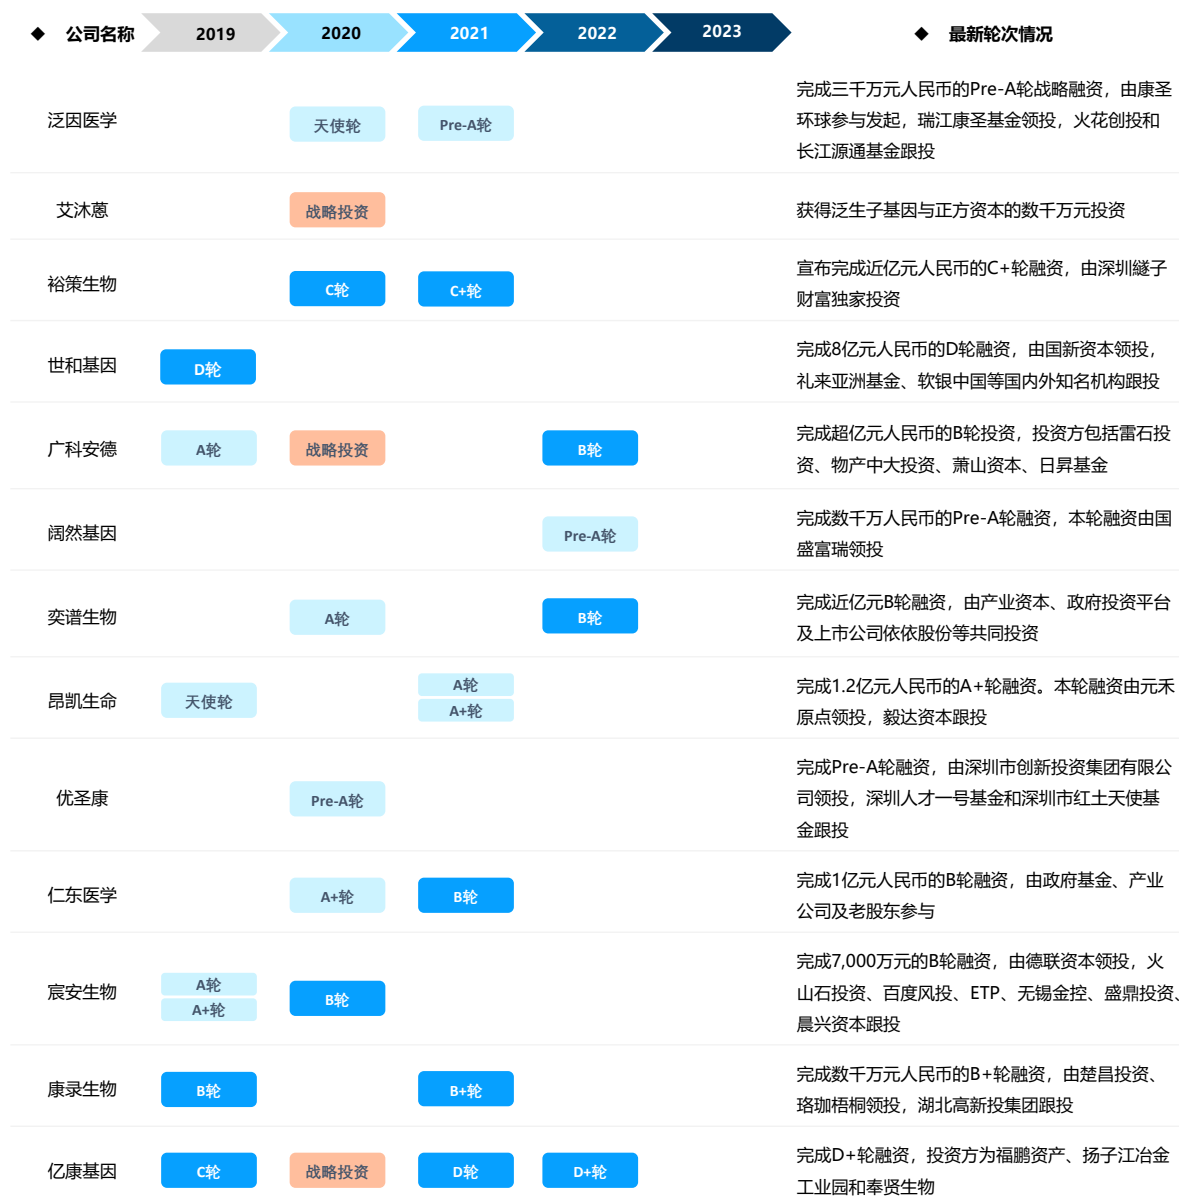 ◆ 公司名称 2019 2020 2021 2022 2023 ◆ 最新轮次情况
泛因医学 天使轮 Pre-A轮
完成三千万元人民币的Pre-A轮战略融资，由康圣
环球参与发起，瑞江康圣基金领投，火花创投和
长江源通基金跟投
艾沐蒽 战略投资 获得泛生子基因与正方资本的数千万元投资
裕策生物 C轮 C+轮
宣布完成近亿元人民币的C+轮融资，由深圳繸子
财富独家投资
世和基因 D轮
完成8亿元人民币的D轮融资，由国新资本领投，
礼来亚洲基金、软银中国等国内外知名机构跟投
广科安德 A轮 战略投资 B轮
完成超亿元人民币的B轮投资，投资方包括雷石投
资、物产中大投资、萧山资本、日昇基金
阔然基因 Pre-A轮
完成数千万人民币的Pre-A轮融资，本轮融资由国
盛富瑞领投
奕谱生物 A轮 B轮
完成近亿元B轮融资，由产业资本、政府投资平台
及上市公司依依股份等共同投资
昂凯生命 天使轮 A轮
A+轮
完成1.2亿元人民币的A+轮融资。本轮融资由元禾
原点领投，毅达资本跟投
优圣康 Pre-A轮
完成Pre-A轮融资，由深圳市创新投资集团有限公
司领投，深圳人才一号基金和深圳市红土天使基
金跟投
仁东医学 A+轮 B轮
完成1亿元人民币的B轮融资，由政府基金、产业
公司及老股东参与
宸安生物 A轮
A+轮
B轮
完成7,000万元的B轮融资，由德联资本领投，火
山石投资、百度风投、ETP、无锡金控、盛鼎投资、
晨兴资本跟投
康录生物 B轮 B+轮
完成数千万元人民币的B+轮融资，由楚昌投资、
珞珈梧桐领投，湖北高新投集团跟投
亿康基因 C轮 战略投资 D轮 D+轮
完成D+轮融资，投资方为福鹏资产、扬子江冶金
工业园和奉贤生物